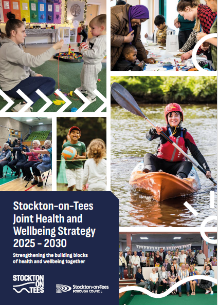 Stockton-on-Tees
Joint Health and
Wellbeing Strategy
2025 - 2030
Strengthening the building blocks
of health and wellbeing together
STOCKTON
ON
TEES
Stockton-on-Tees
BOROUGH COUNCIL